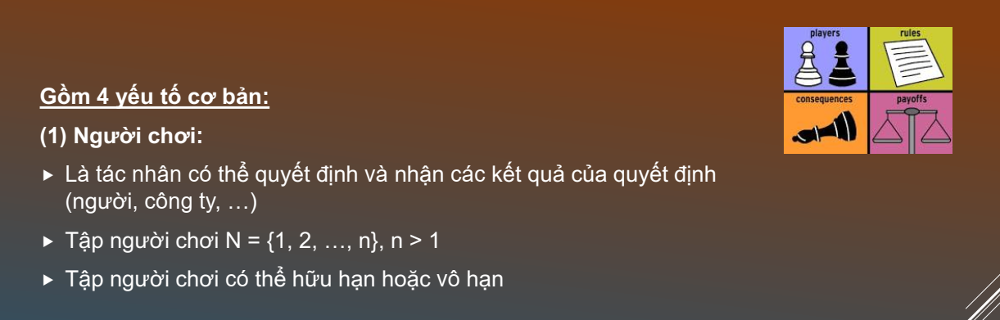 players
rules
consequences
payoffs
Gồm 4 yếu tố cơ bản:
(1) Người chơi:
Là tác nhân có thể quyết định và nhận các kết quả của quyết định
(người, công ty, …)
Tập người chơi N = {1, 2, …, n}, n > 1
Tập người chơi có thể hữu hạn hoặc vô hạn